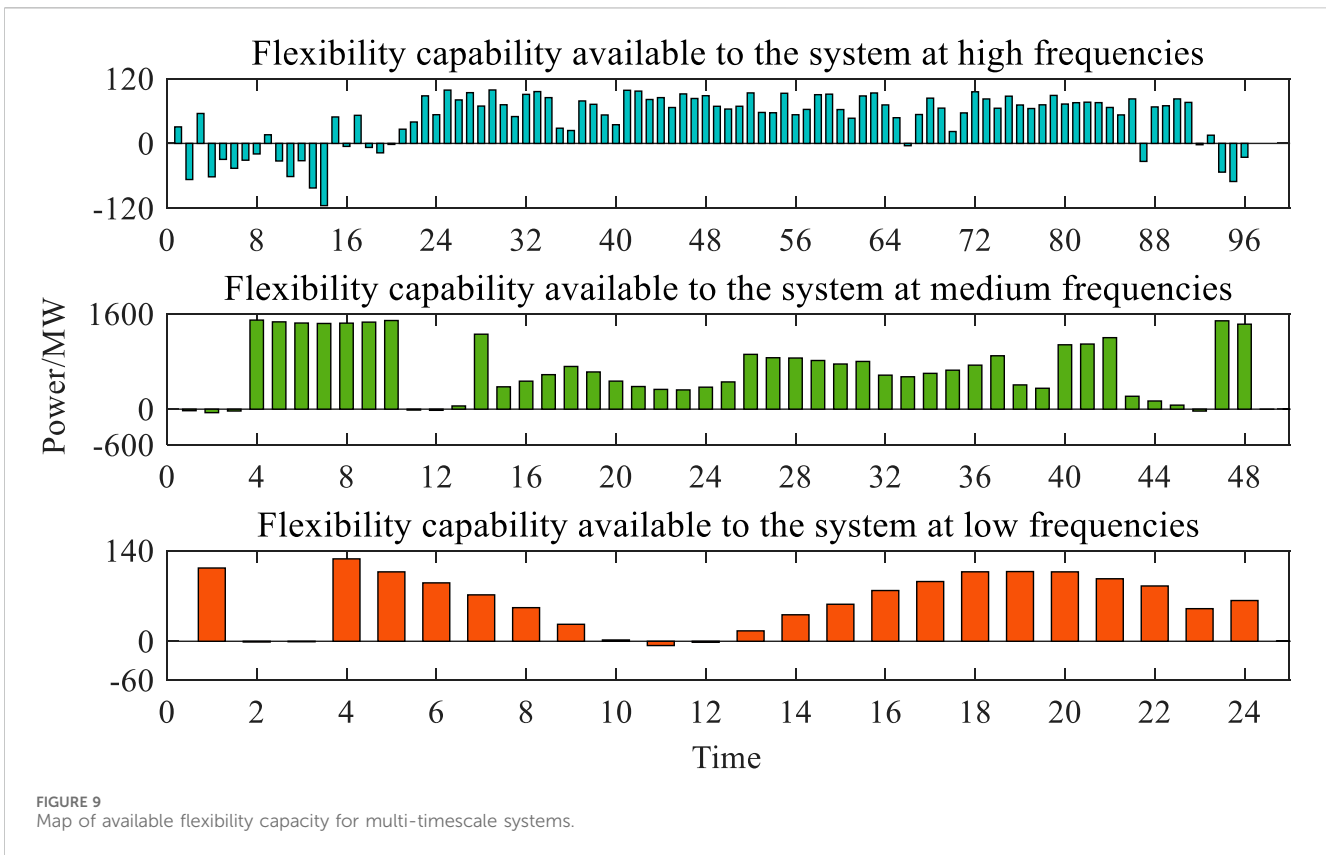 Flexibility capability available to the system at high frequencies
120
0
-120
0 8 16 24 32 40 48 56 64 72 80 88 96
Flexibility capability available to the system at medium frequencies
Power/MW
1600
0
-600
0 4 8 12 16 20 24 28 32 36 40 44 48
Flexibility capability available to the system at low frequencies
140
0
-60
0 2 4 6 8 10 12 14 16 18 20 22 24
Time
FIGURE 9
Map of available flexibility capacity for multi-timescale systems.